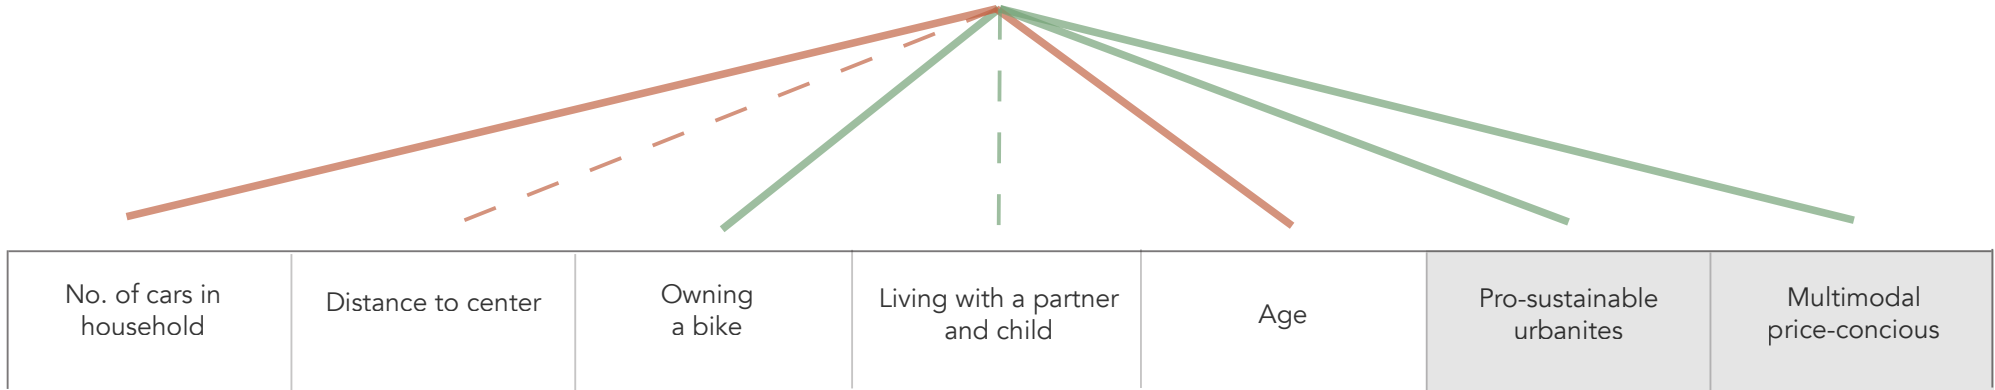 No. of cars in
household
Distance to center
Owning
a bike
Living with a partner
and child
Age
Pro-sustainable
urbanites
Multimodal
price-concious